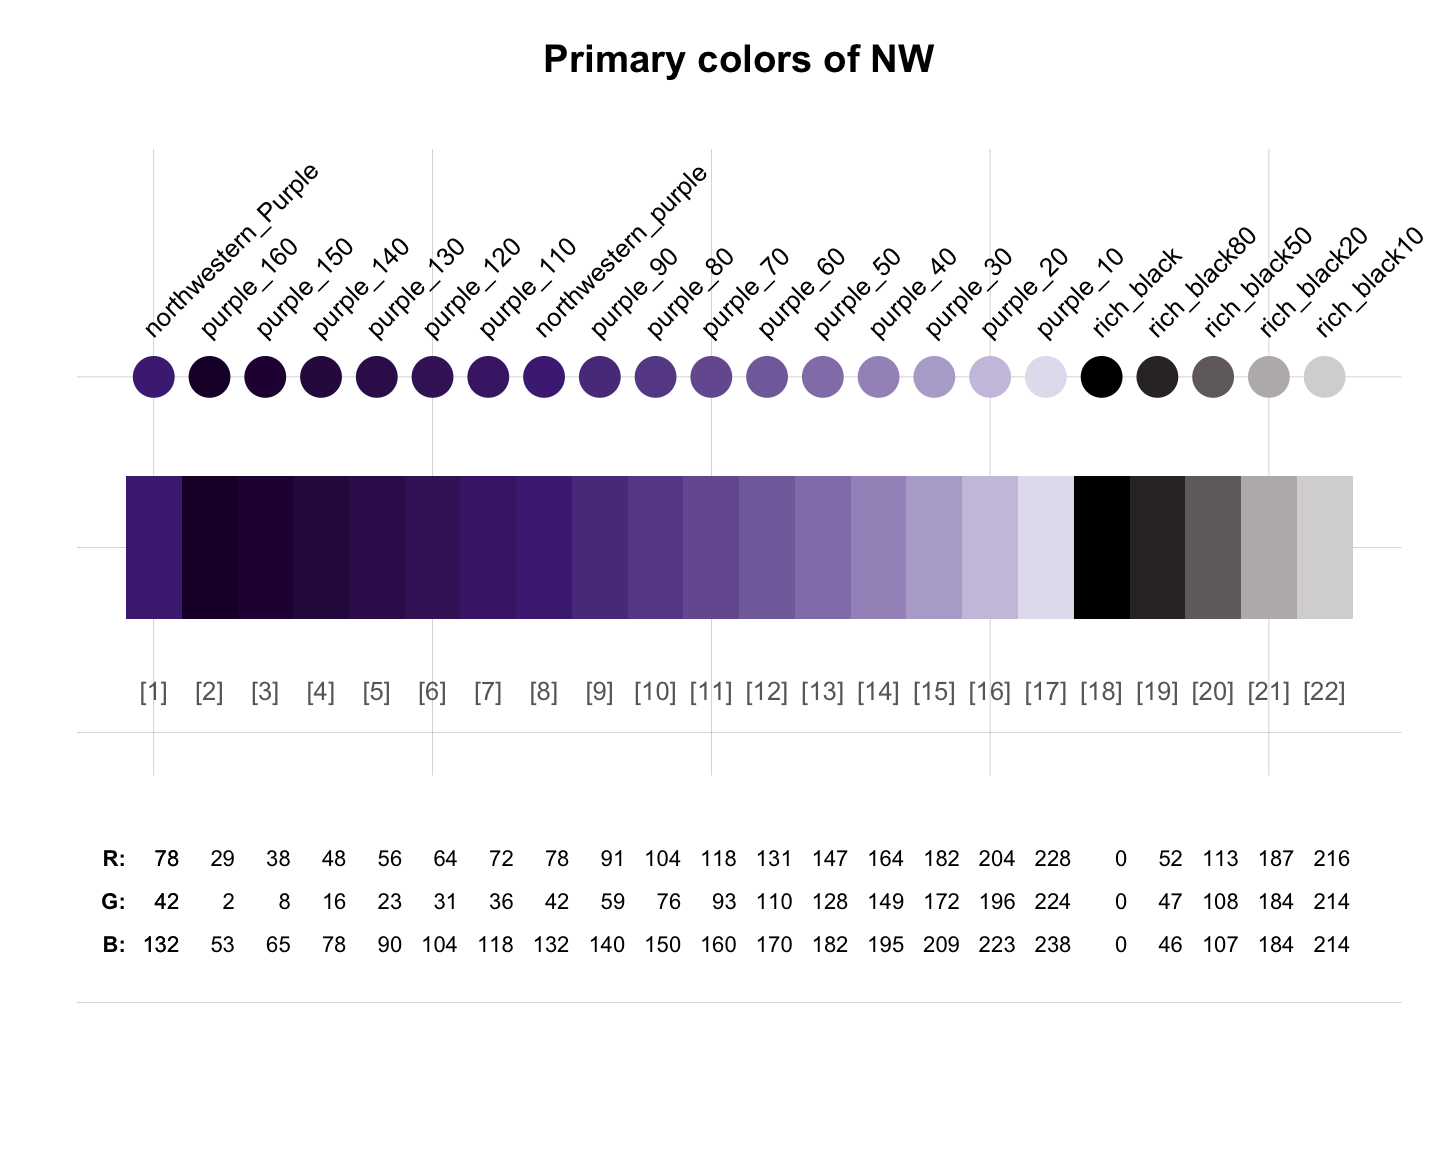 Primary colors of NW
northwestern_Purple
purple_160
purple_150
purple_140
purple_130
purple_120
purple_110
northwestern_purple
purple_90
purple_80
purple_70
purple_60
purple_50
purple_40
purple_30
purple_20
purple_10
rich_black
rich_black80
rich_black50
rich_black20
rich_black10
[1] [2] [3] [4] [5] [6] [7] [8] [9] [10] [11] [12] [13] [14] [15] [16] [17] [18] [19] [20] [21] [22]
R: 78 29 38 48 56 64 72 78 91 104 118 131 147 164 182 204 228 0 52 113 187 216
G: 42 2 8 16 23 31 36 42 59 76 93 110 128 149 172 196 224 0 47 108 184 214
B: 132 53 65 78 90 104 118 132 140 150 160 170 182 195 209 223 238 0 46 107 184 214